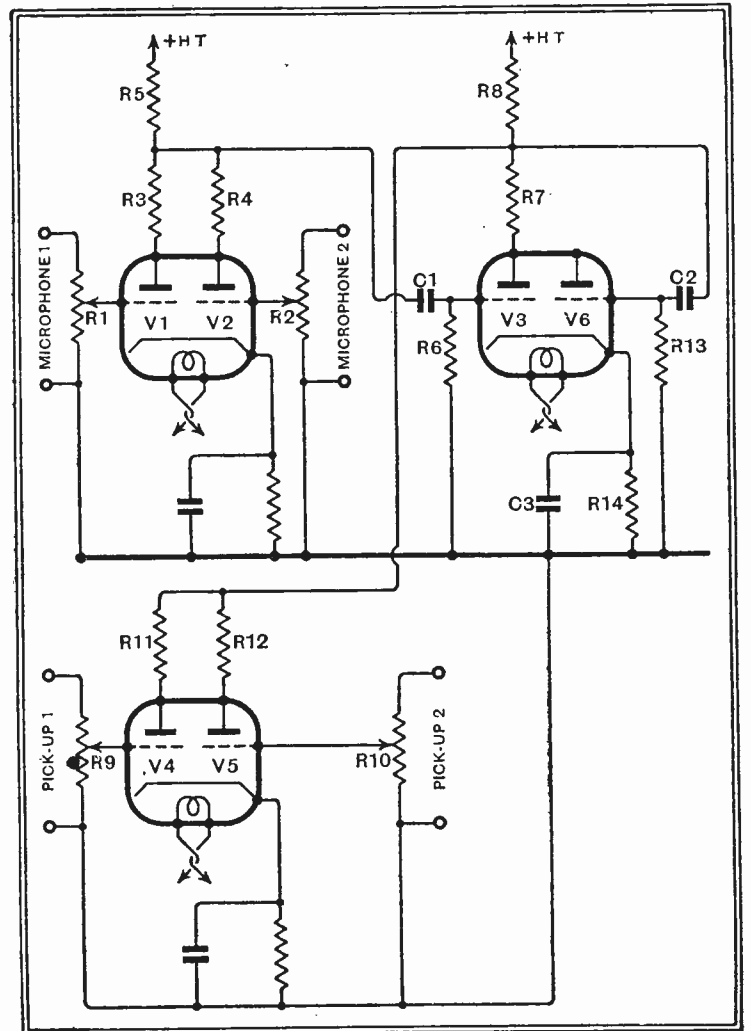 +HT
+HT
R5
R8
R3
R4
R7
MICROPHONE 1
R1
V1
V2
R2
MICROPHONE 2
C1
R6
V3
V6
C2
R13
C3
R14
R11
R12
PICK-UP 1
R9
V4
V5
R10
PICK-UP 2